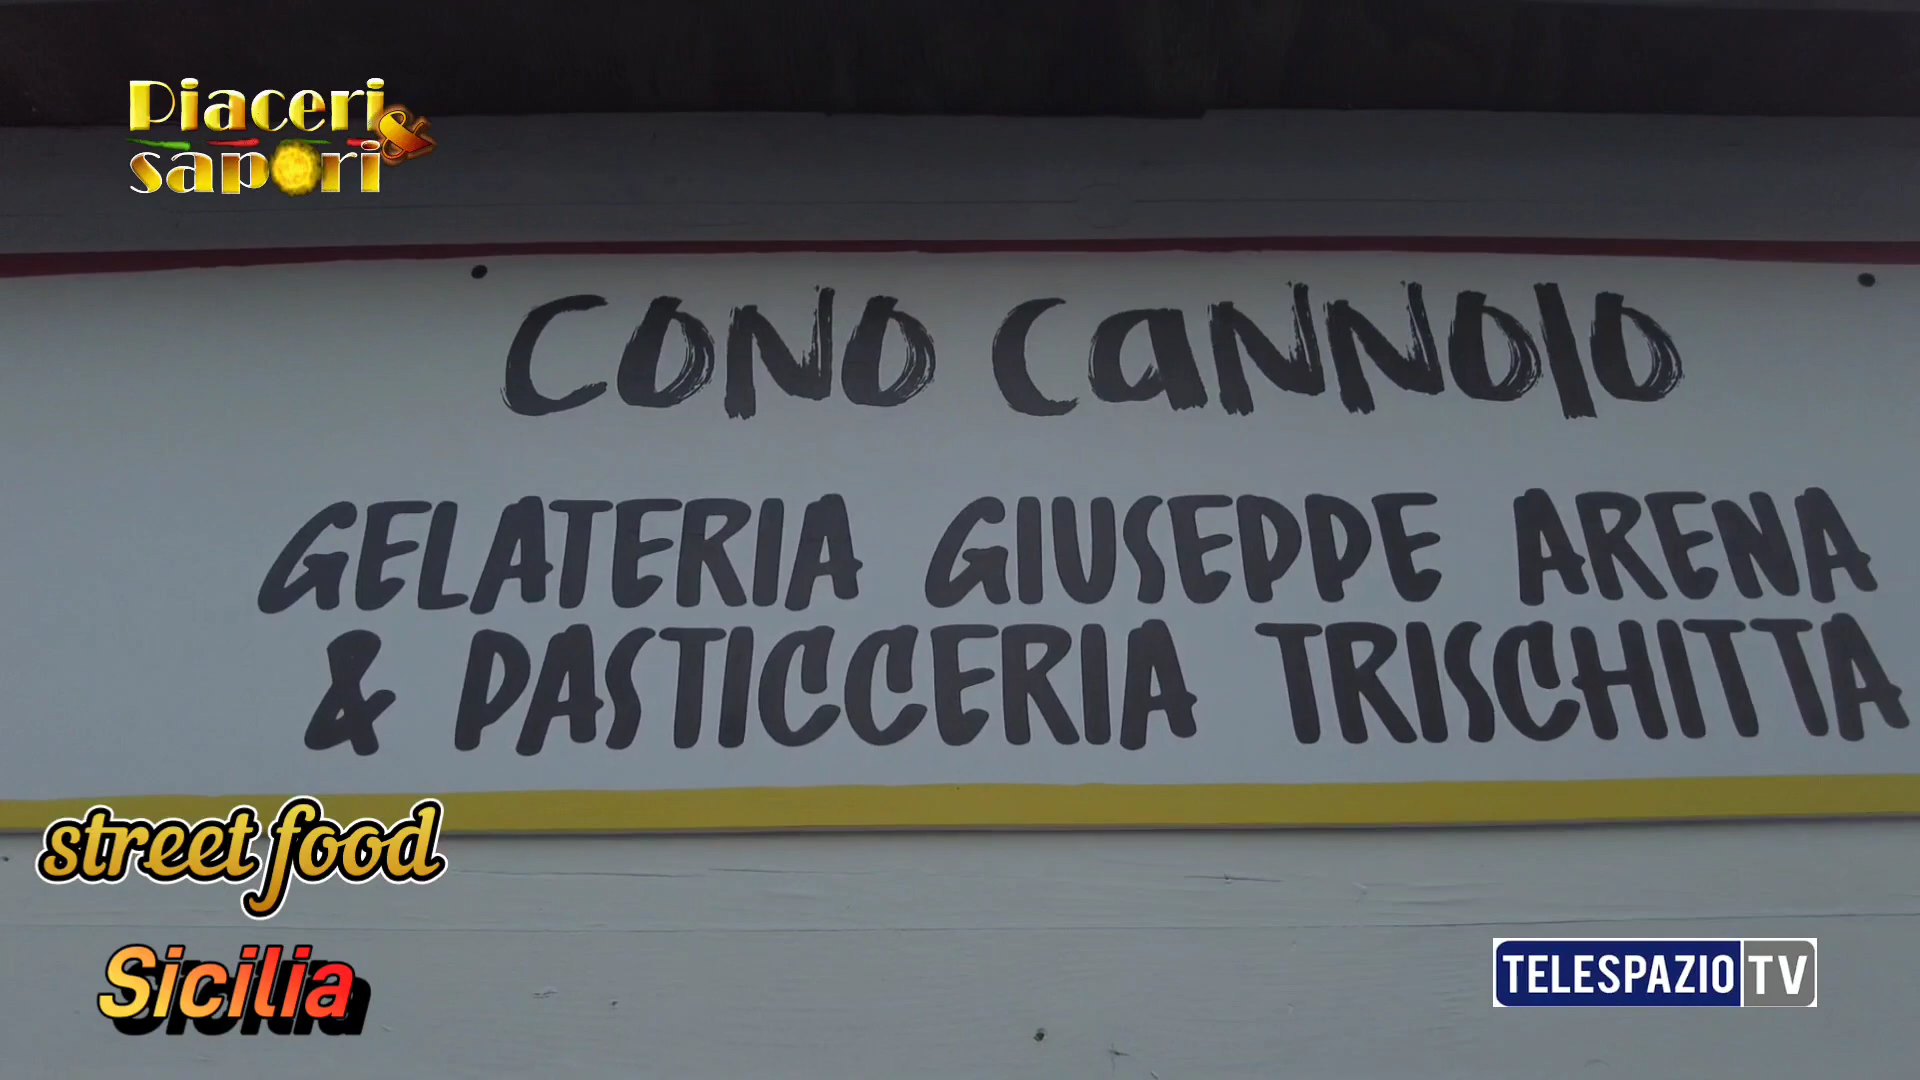 Piaceri &
sapori
CONO CANNOLO
GELATERIA GIUSEPPE ARENA
& PASTICCERIA TRISCHITTA
street food
Sicilia
TELESPAZIO TV